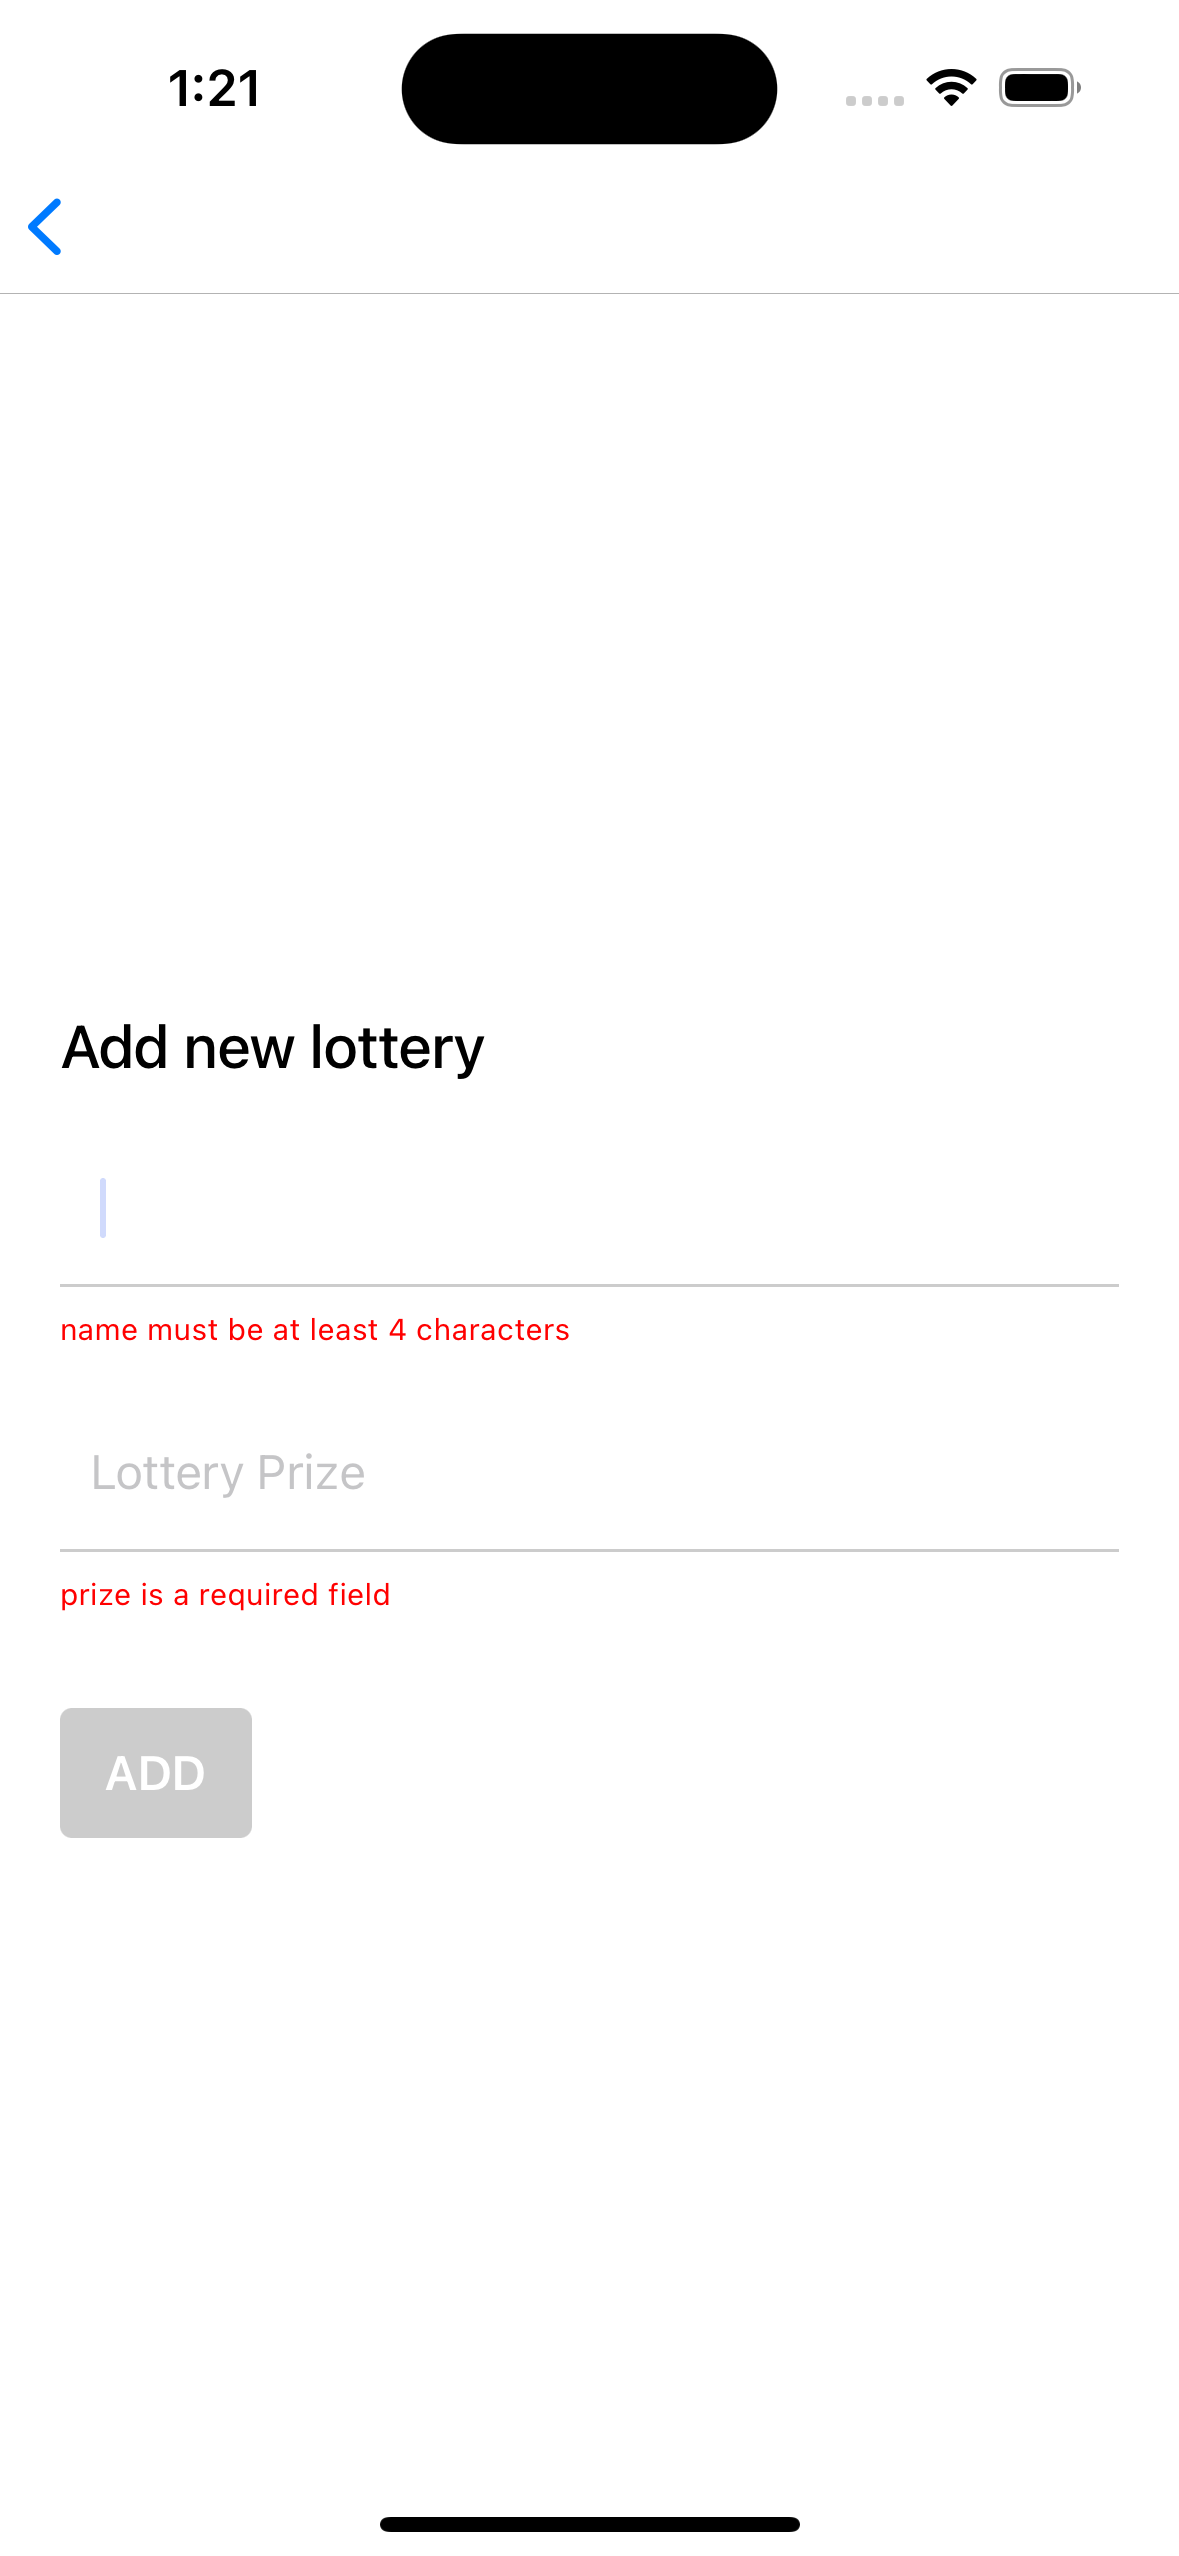 1:21
Add new lottery
name must be at least 4 characters
Lottery Prize
prize is a required field
ADD